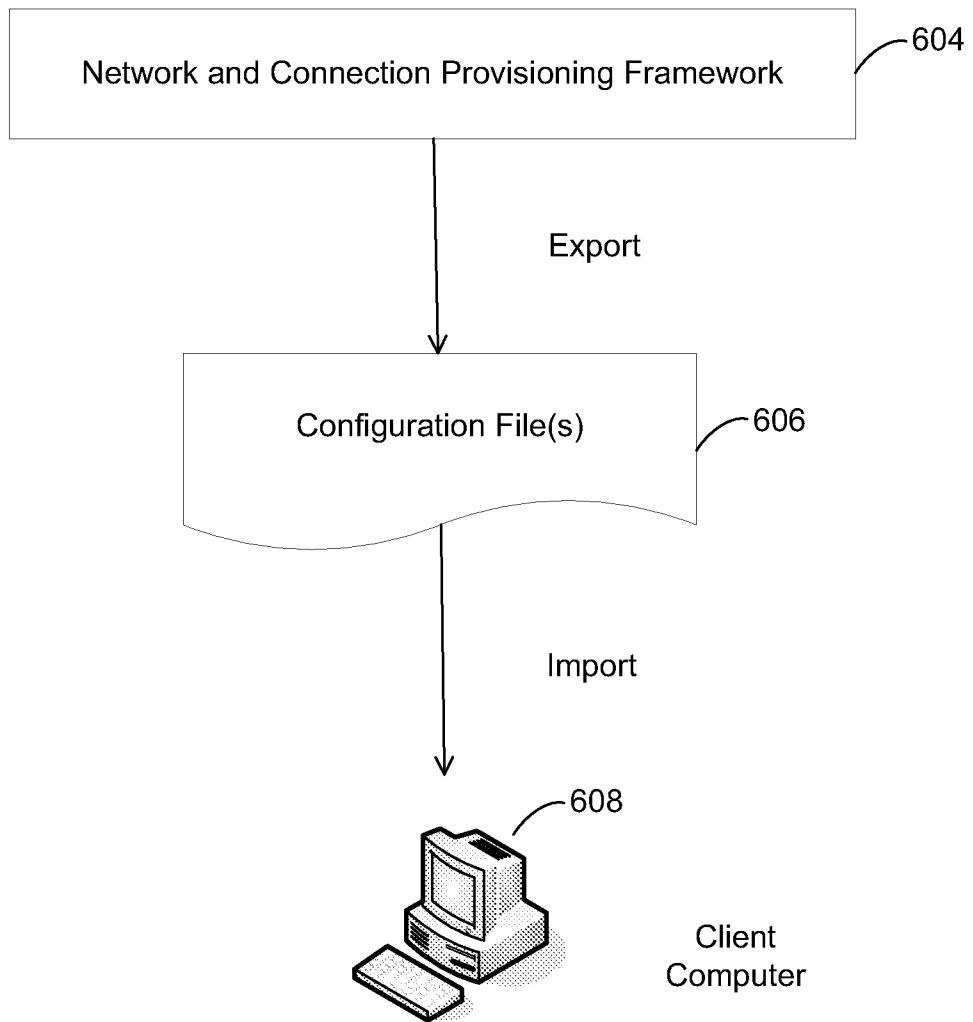 604
Network and Connection Provisioning Framework
Export
Configuration File(s)
606
Import
608
Client
Computer